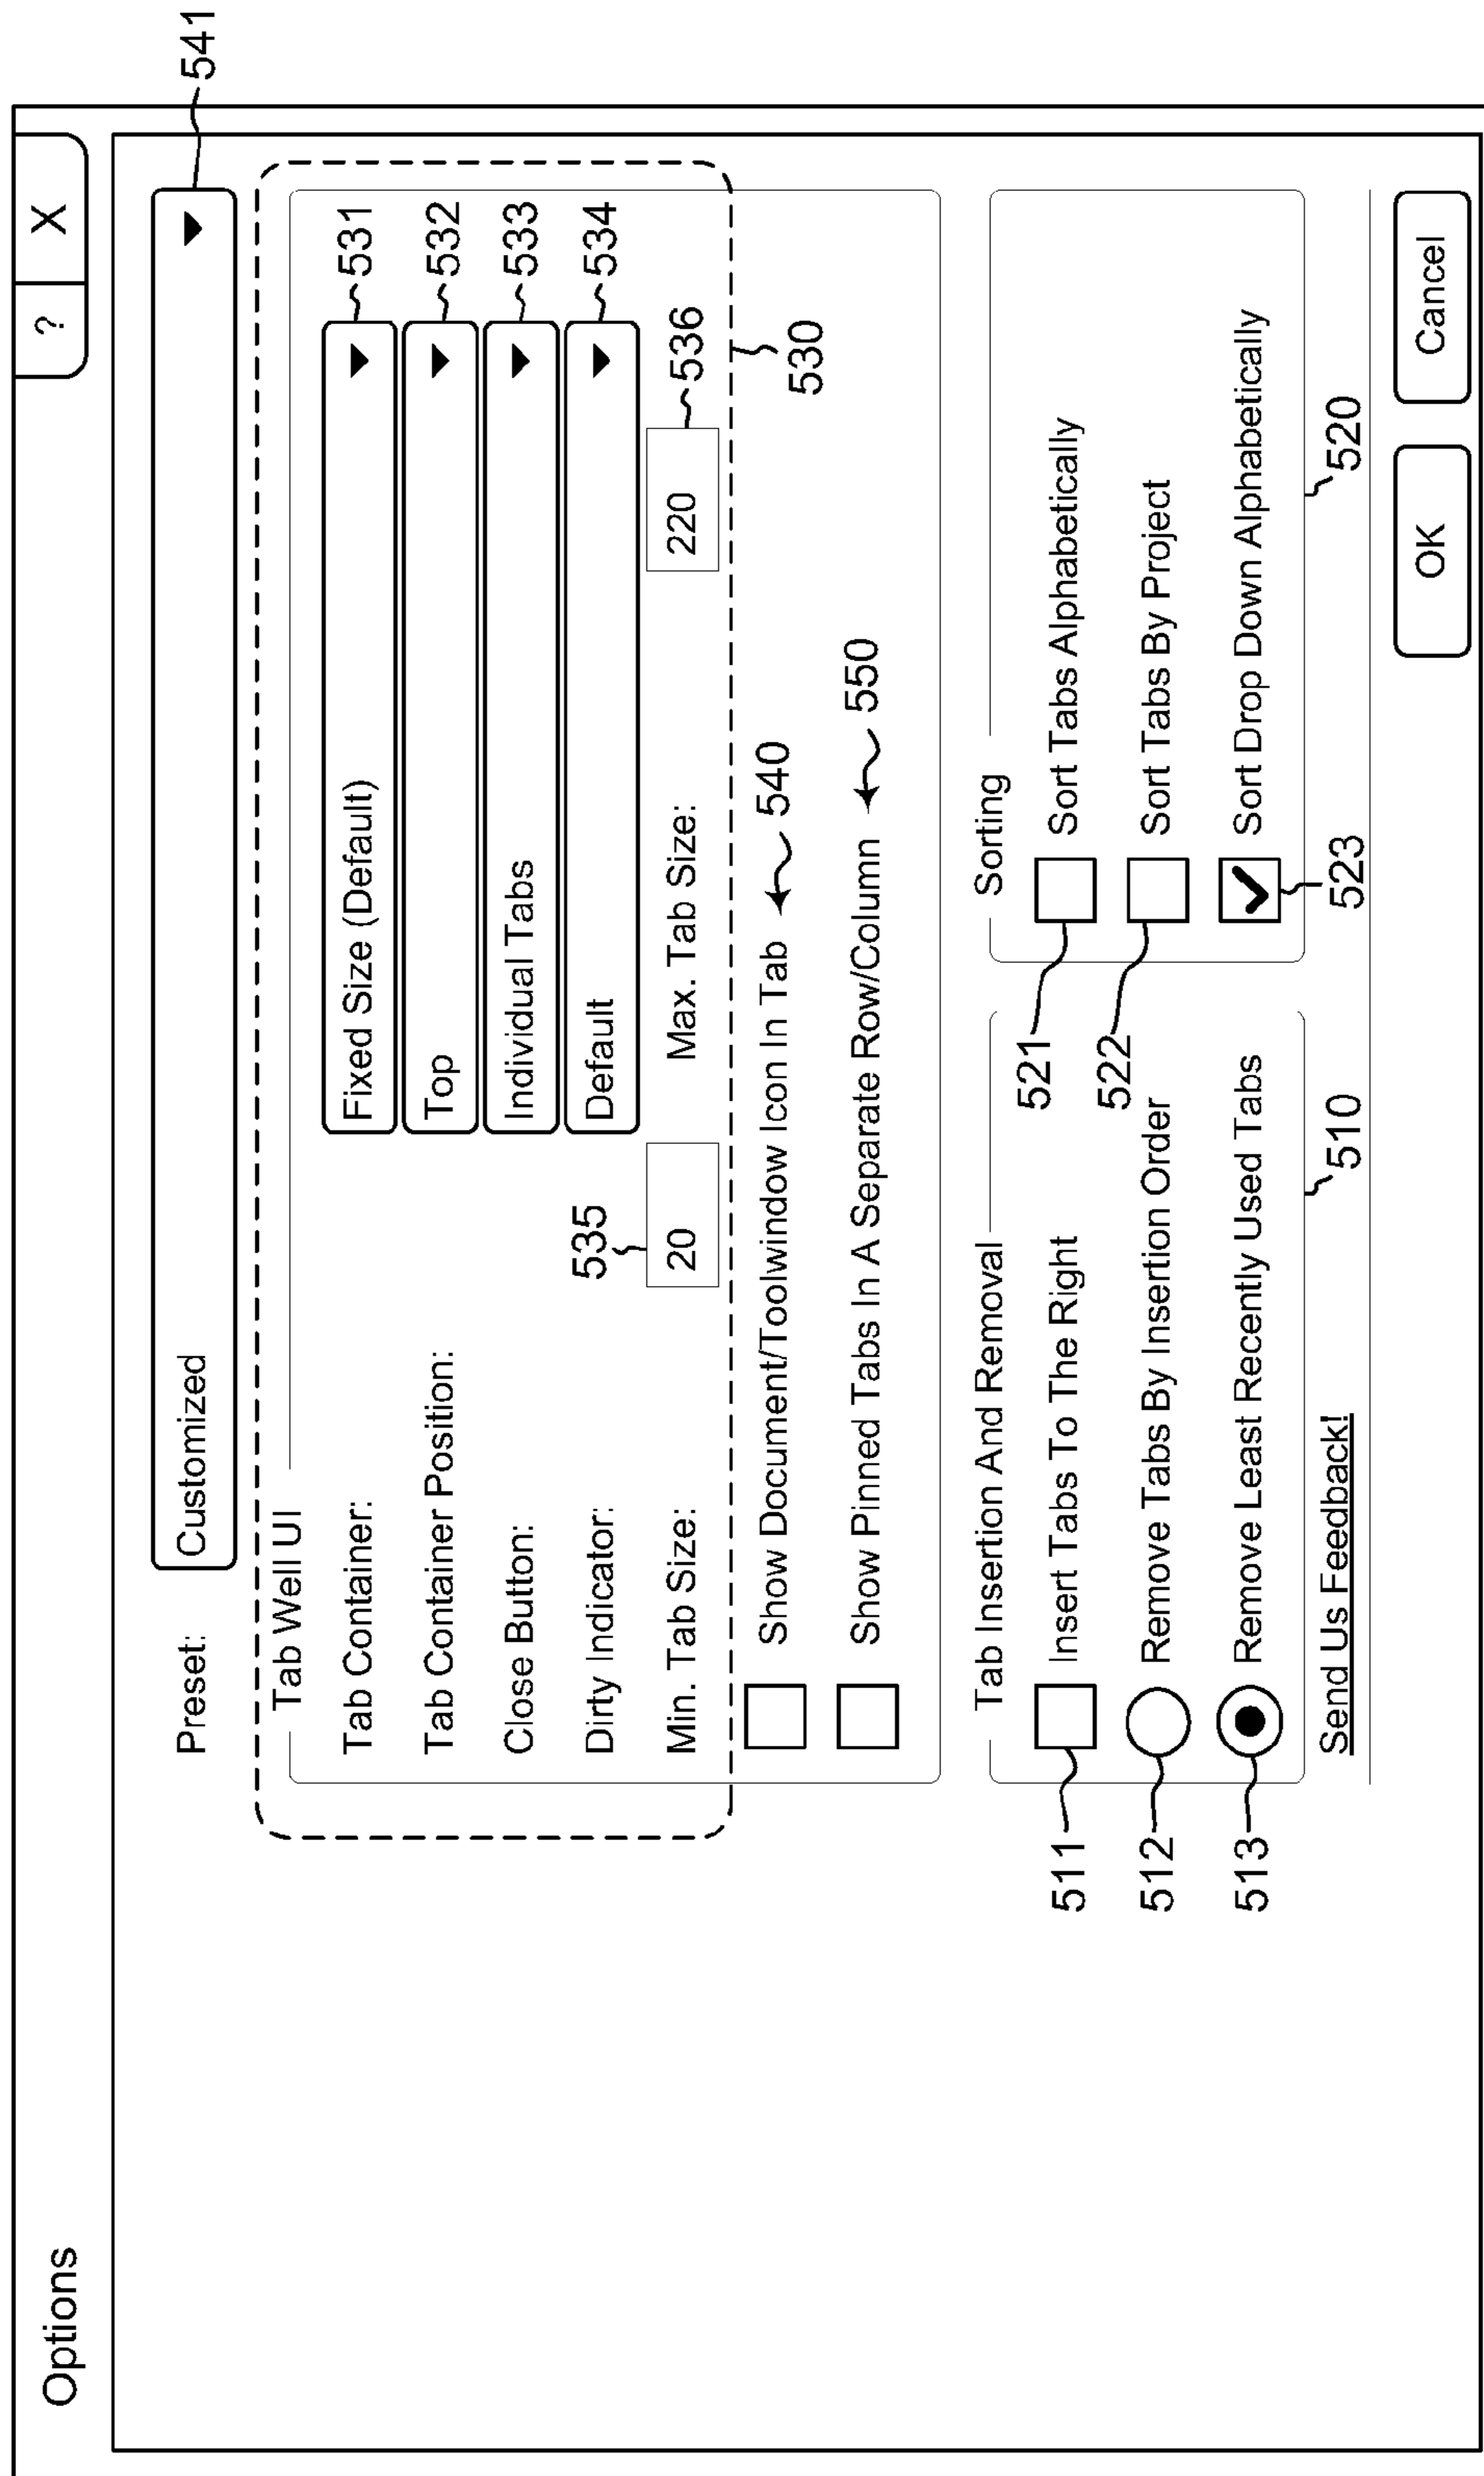 Options ? X
Preset: Customized 541
Tab Well UI
Tab Container: Fixed Size (Default) 531
Tab Container Position: Top 532
Close Button: Individual Tabs 533
Dirty Indicator: Default 534
535
Min. Tab Size: 20 Max. Tab Size: 220 536
Show Document/Toolwindow Icon In Tab 540
530
Show Pinned Tabs In A Separate Row/Column 550
Tab Insertion And Removal
Sorting
511 Insert Tabs To The Right
521 Sort Tabs Alphabetically
512 Remove Tabs By Insertion Order
522 Sort Tabs By Project
513 Remove Least Recently Used Tabs
Sort Drop Down Alphabetically
Send Us Feedback! 510 523 520
OK Cancel